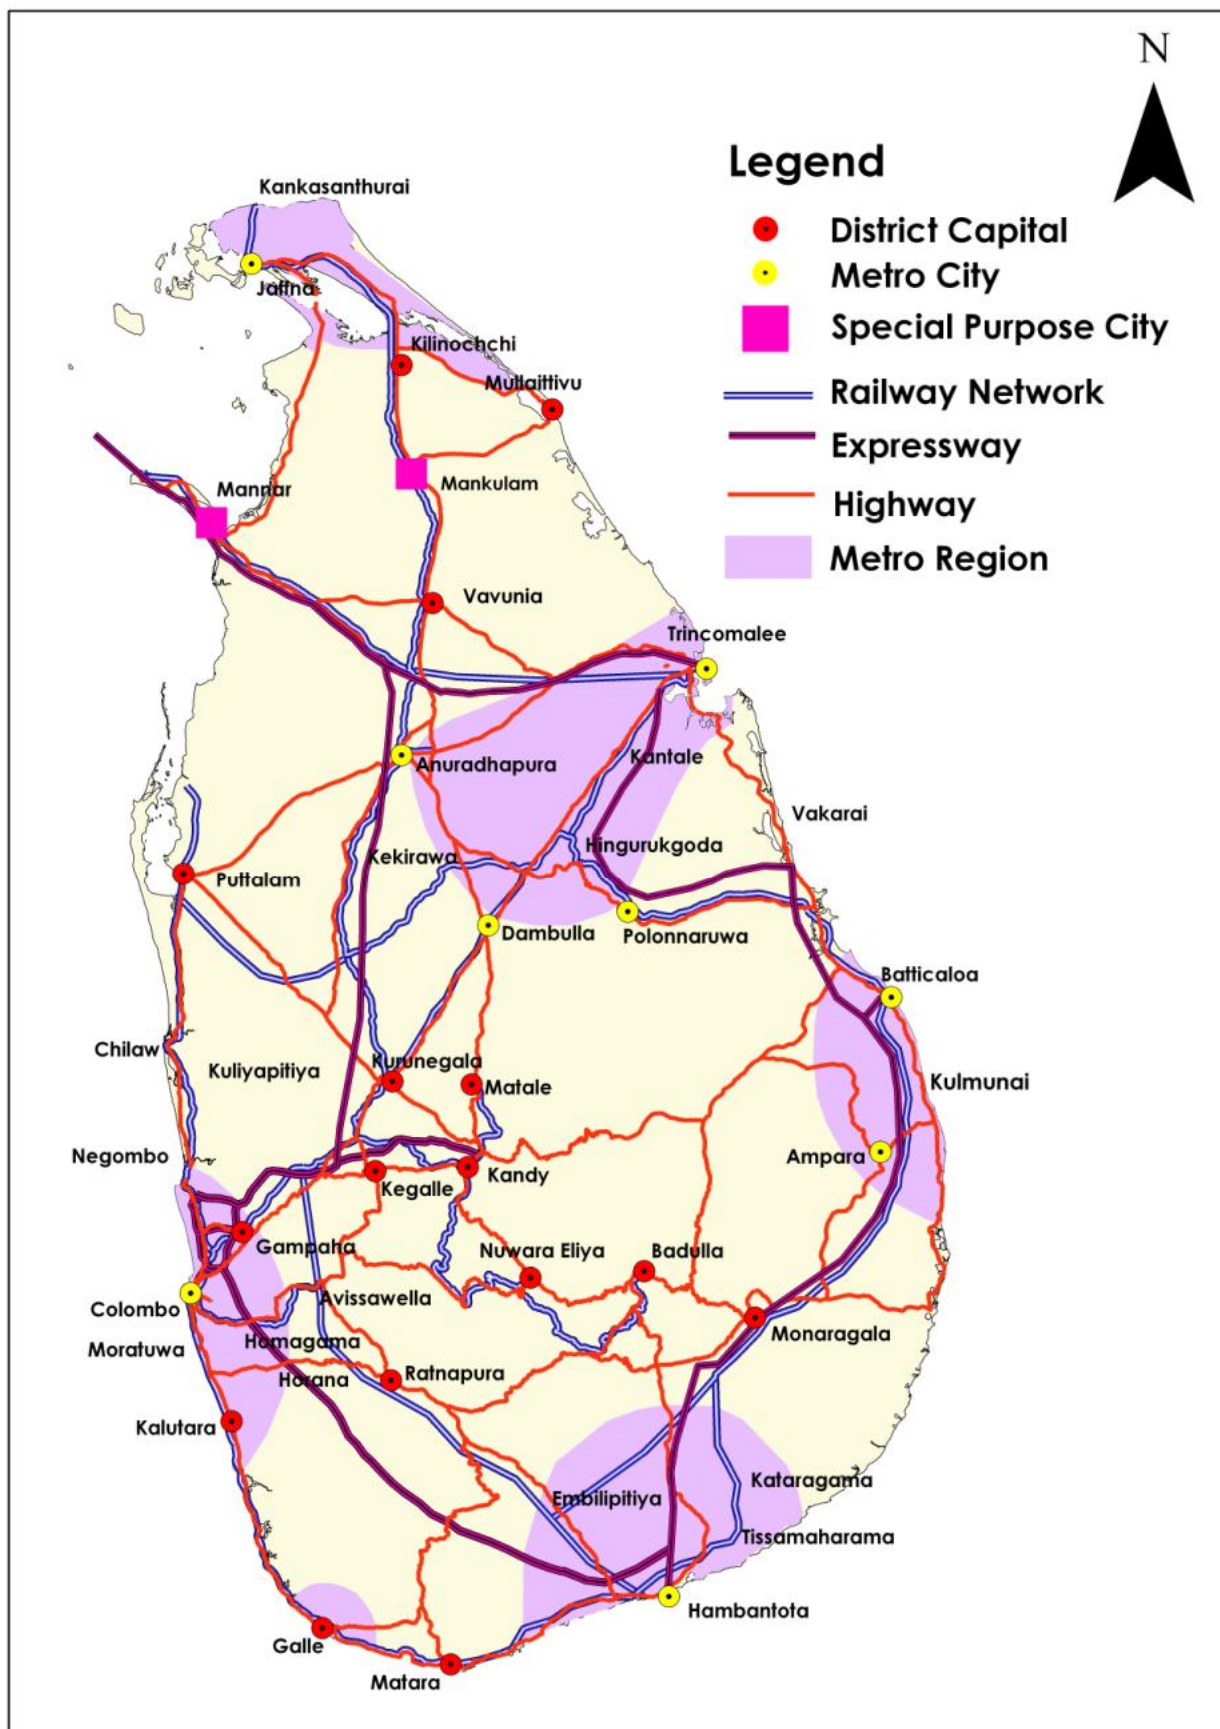 N
Legend
District Capital
Metro City
Special Purpose City
Railway Network
Expressway
Highway
Metro Region
Kankasanthurai
Jaffna
Kilinochchi
Mullaittivu
Mankulam
Mannar
Vavunia
Trincomalee
Anuradhapura
Kantale
Vakarai
Kekirawa
Hingurukgoda
Puttalam
Dambulla
Polonnaruwa
Batticaloa
Chilaw
Kuliyapitiya
Kurunegala
Matale
Kulmunai
Negombo
Ampara
Kegalle
Kandy
Gampaha
Nuwara Eliya
Badulla
Colombo
Avissawella
Monaragala
Moratuwa
Homagama
Horana
Ratnapura
Kalutara
Kataragama
Embilipitiya
Tissamaharama
Hambantota
Galle
Matara